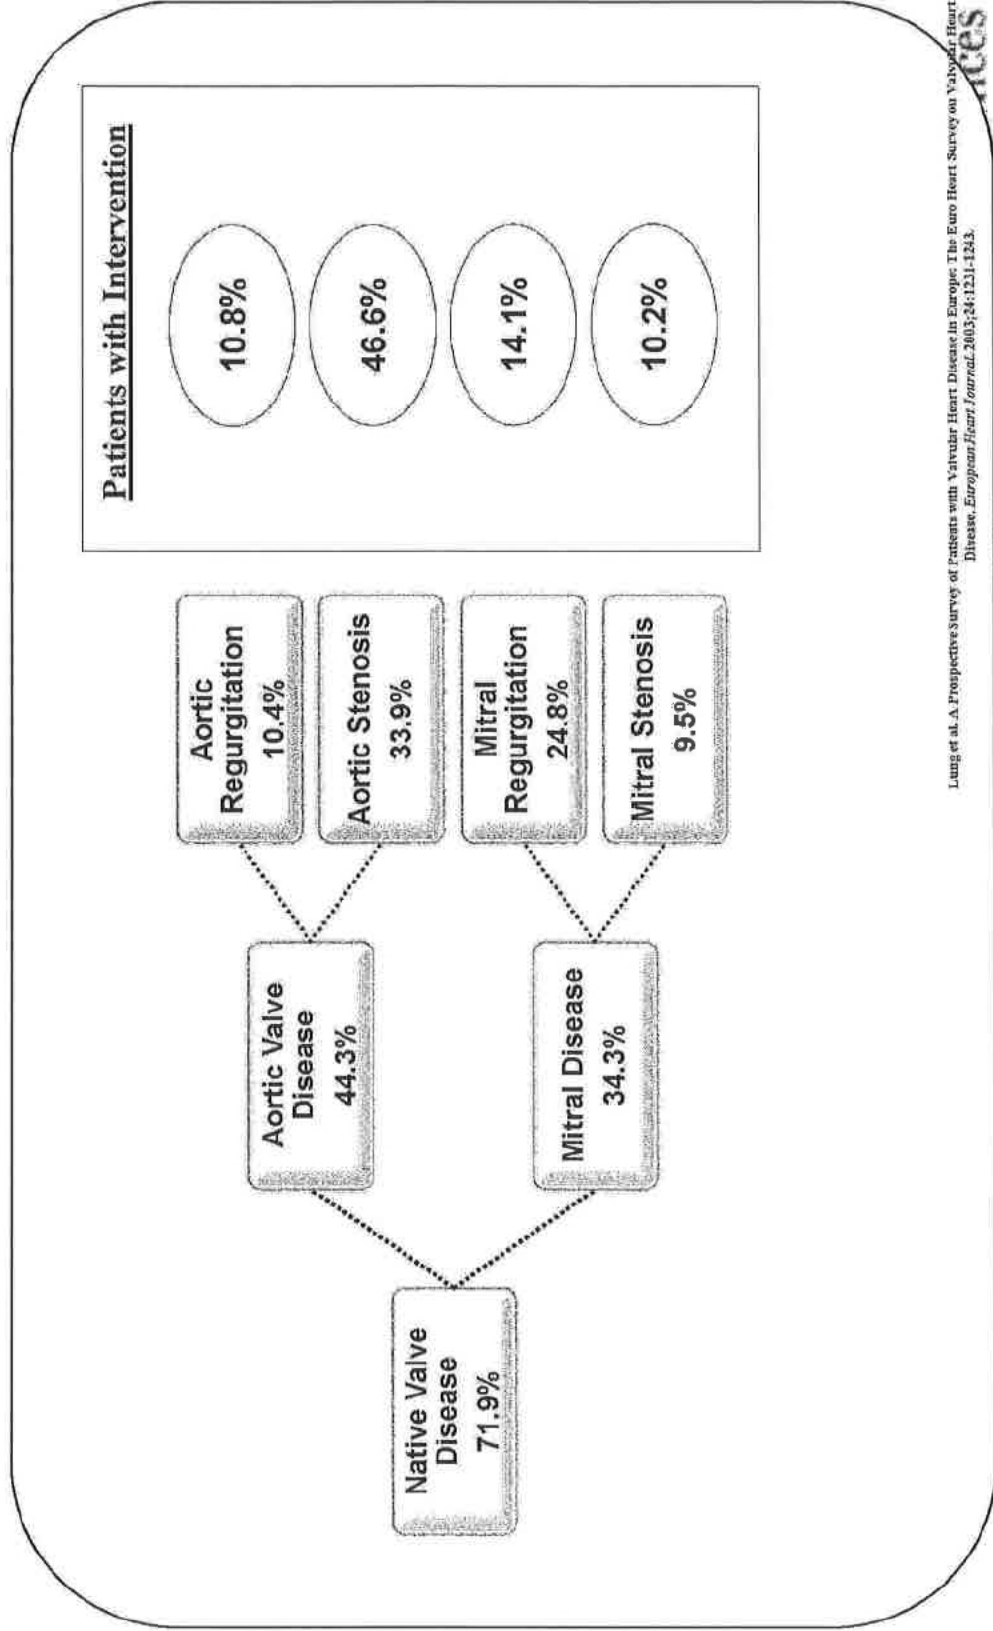 Patients with Intervention
Native Valve
Disease
71.9%
Aortic Valve
Disease
44.3%
Mitral Disease
34.3%
Aortic
Regurgitation
10.4%
Aortic Stenosis
33.9%
Mitral
Regurgitation
24.8%
Mitral Stenosis
9.5%
10.8%
46.6%
14.1%
10.2%
Lung et al. A Prospective Survey of Patients with Valvular Heart Disease in Europe: The Euro Heart Survey on Valvular Heart
Disease. European Heart Journal. 2003;24:1231-1243.